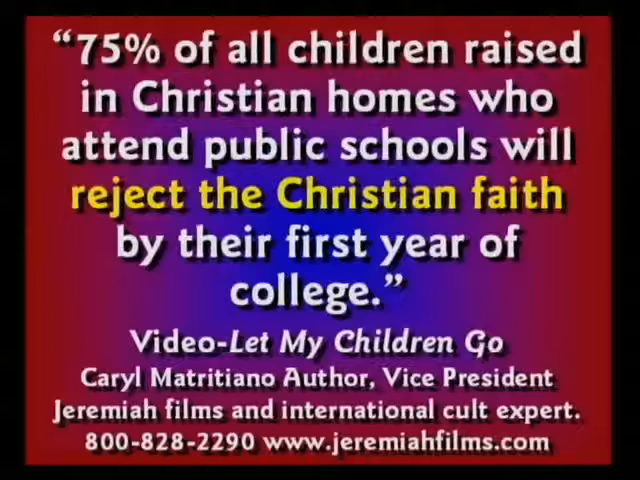 “75% of all children raised
in Christian homes who
attend public schools will
reject the Christian faith
by their first year of
college.”
Video-Let My Children Go
Caryl Matritiano Author, Vice President
Jeremiah films and international cult expert.
800-828-2290 www.jeremiahfilms.com